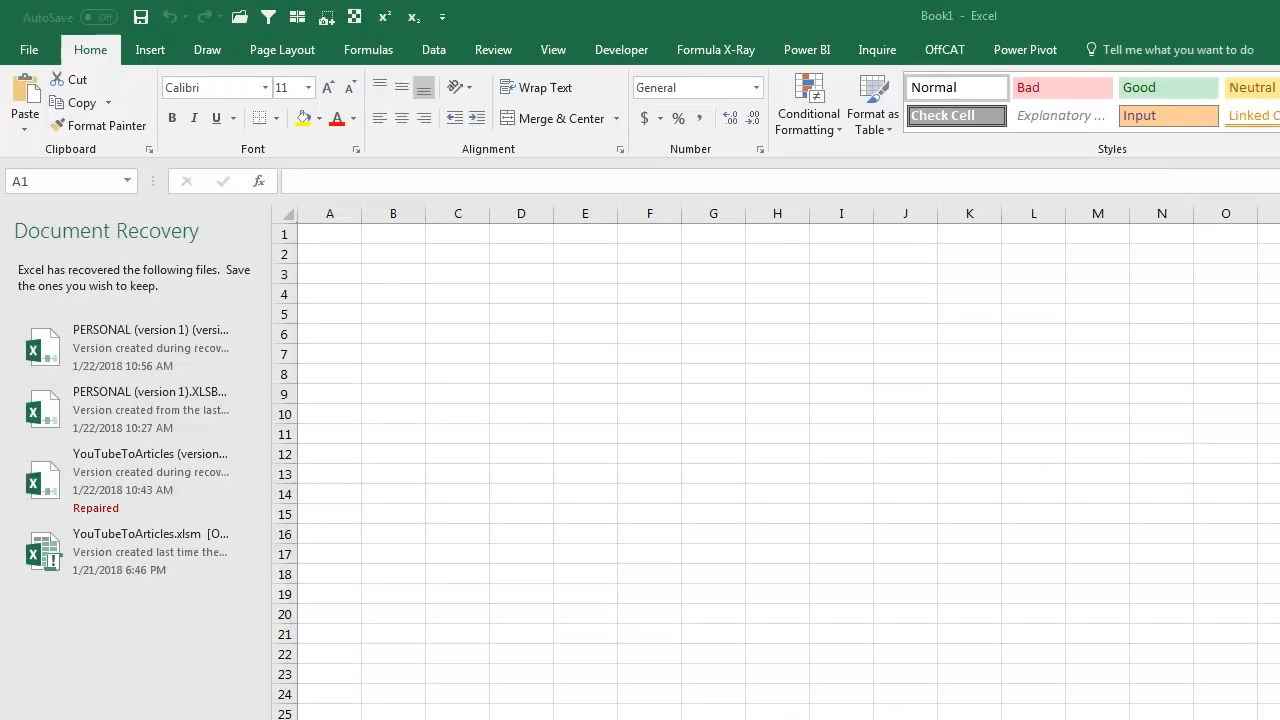 AutoSave Off
Book1 - Excel
File Home Insert Draw Page Layout Formulas Data Review View Developer Formula X-Ray Power BI Inquire OffCAT Power Pivot Tell me what you want to do
Paste
Cut
Copy
Format Painter
Clipboard
Calibri 11
B I U
A
Font
Wrap Text
Merge & Center
Alignment
General
$ % ,
Number
Conditional
Formatting
Format as
Table
Normal Bad Good Neutral
Check Cell Explanatory ... Input Linked C
Styles
A1
fx
A B C D E F G H I J K L M N O
Document Recovery
Excel has recovered the following files. Save
the ones you wish to keep.
PERSONAL (version 1) (versi...
Version created during recov...
1/22/2018 10:56 AM
PERSONAL (version 1).XLSB...
Version created from the last...
1/22/2018 10:27 AM
YouTubeToArticles (version...
Version created during recov...
1/22/2018 10:43 AM
Repaired
YouTubeToArticles.xlsm [O...
Version created last time the...
1/21/2018 6:46 PM
1
2
3
4
5
6
7
8
9
10
11
12
13
14
15
16
17
18
19
20
21
22
23
24
25